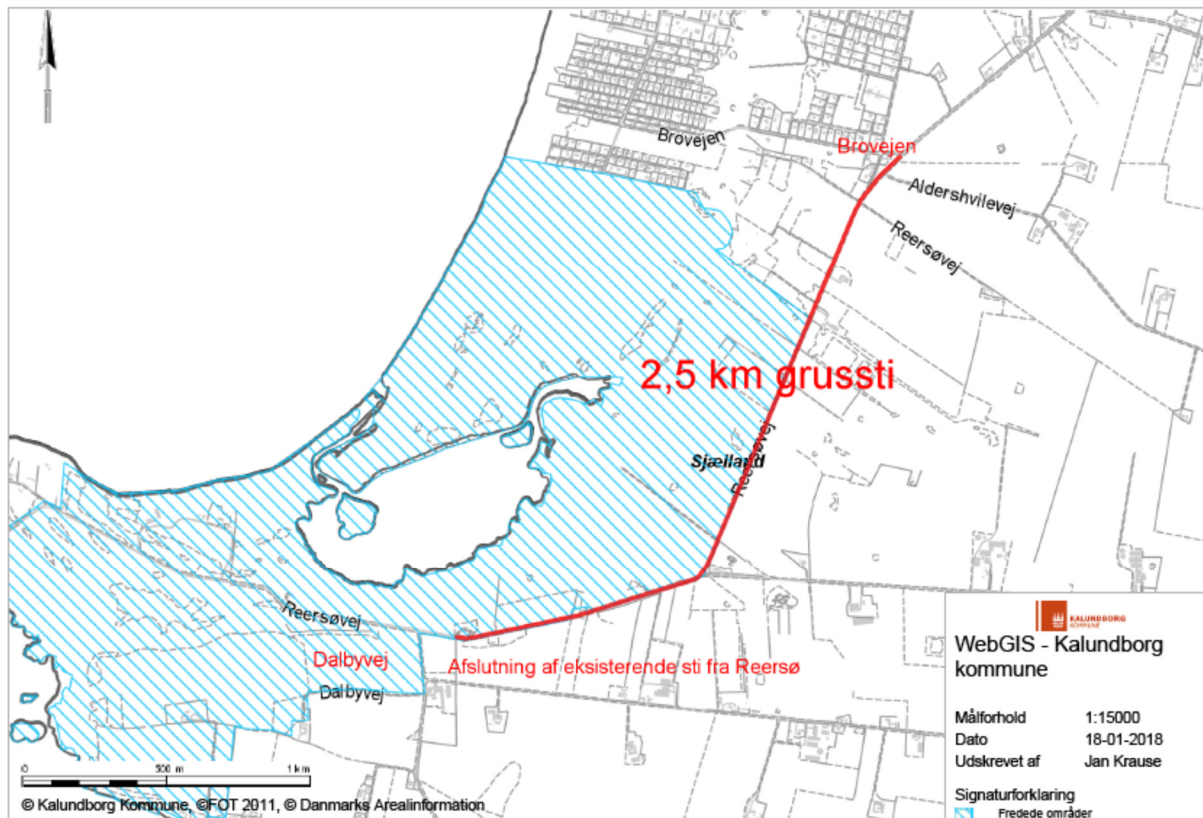 Brovejen
Brovejen
Aldershvilevej
Reersøvej
2,5 km grussti
Sjælland
Reersøvej
Reersøvej
Dalbyvej
Afslutning af eksisterende sti fra Reersø
Dalbyvej
KALUNDBORG
KOMMUNE
WebGIS - Kalundborg
kommune
Målforhold 1:15000
Dato 18-01-2018
Udskrevet af Jan Krause
Signaturforklaring
Fredede områder
0 500 m 1 km
© Kalundborg Kommune, ©FOT 2011, © Danmarks Arealinformation